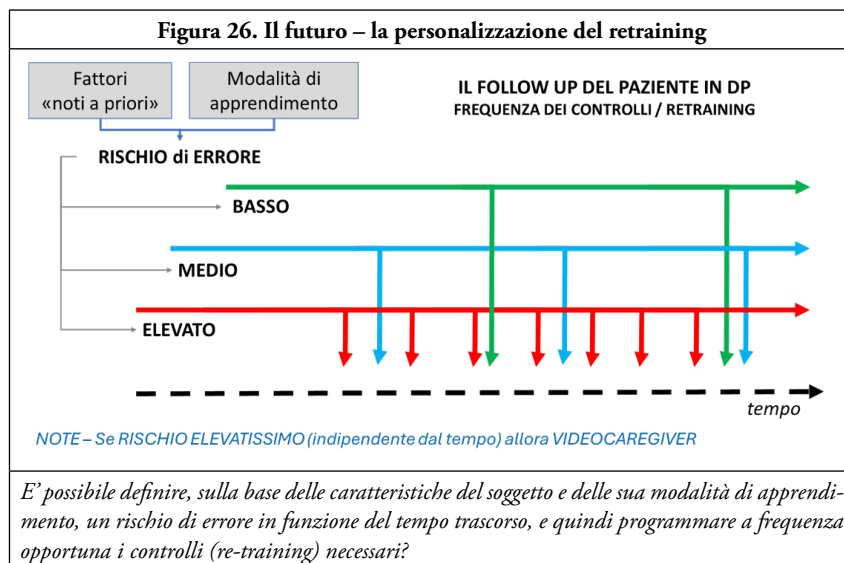 Figura 26. Il futuro – la personalizzazione del retraining
Fattori
«noti a priori»
Modalità di
apprendimento
IL FOLLOW UP DEL PAZIENTE IN DP
FREQUENZA DEI CONTROLLI / RETRAINING
RISCHIO di ERRORE
BASSO
MEDIO
ELEVATO
tempo
NOTE – Se RISCHIO ELEVATISSIMO (indipendente dal tempo) allora VIDEOCAREGIVER
E’ possibile definire, sulla base delle caratteristiche del soggetto e delle sua modalità di apprendi-
mento, un rischio di errore in funzione del tempo trascorso, e quindi programmare a frequenza
opportuna i controlli (re-training) necessari?